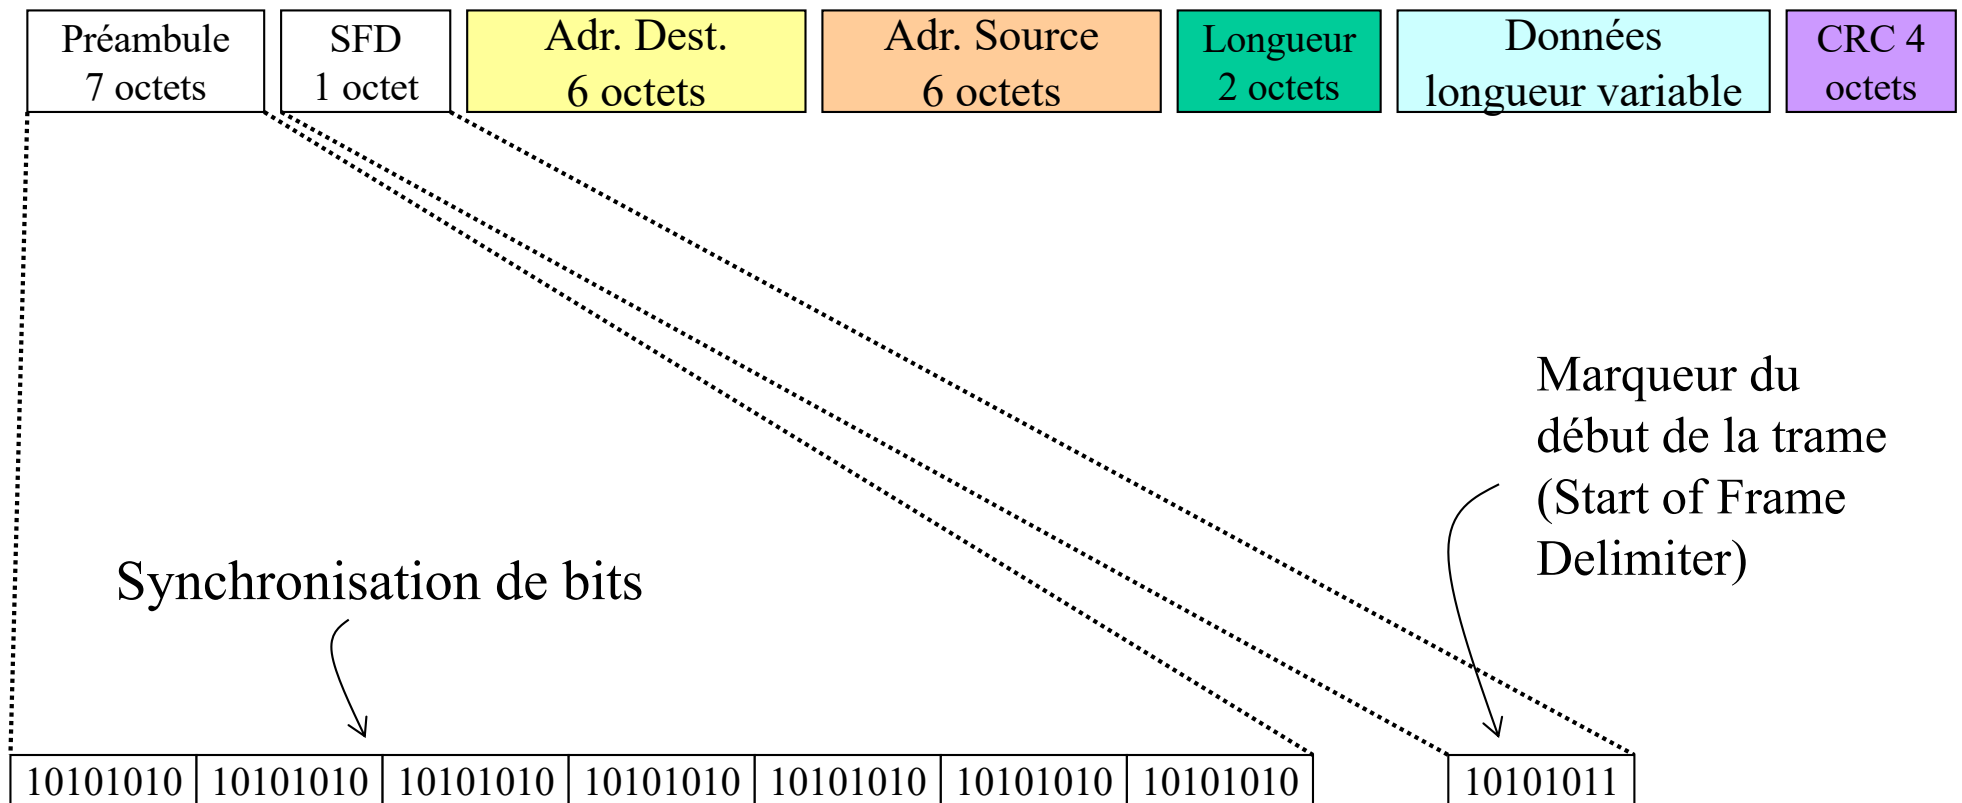 Préambule
7 octets
SFD
1 octet
Adr. Dest.
6 octets
Adr. Source
6 octets
Longueur
2 octets
Données
longueur variable
CRC 4
octets
Marqueur du
début de la trame
(Start of Frame
Delimiter)
Synchronisation de bits
10101010 10101010 10101010 10101010 10101010 10101010 10101010 10101011